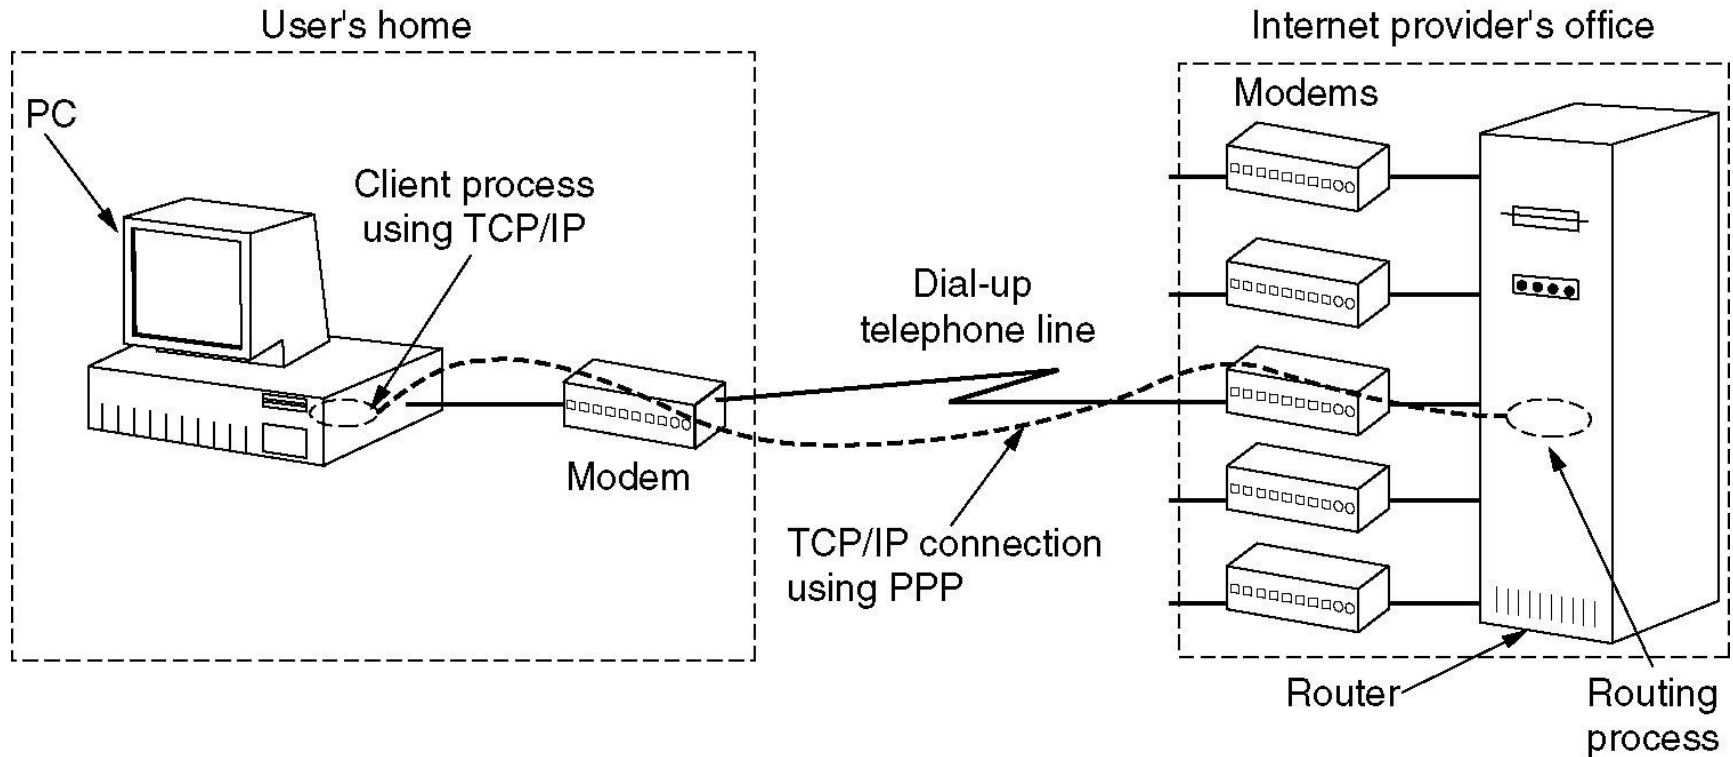 User's home
Internet provider's office
PC
Modems
Client process
using TCP/IP
Dial-up
telephone line
Modem
TCP/IP connection
using PPP
Router
Routing
process